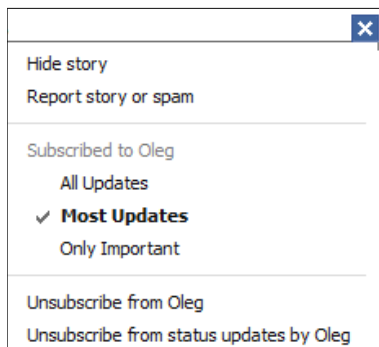 Hide story
Report story or spam
Subscribed to Oleg
All Updates
Most Updates
Only Important
Unsubscribe from Oleg
Unsubscribe from status updates by Oleg